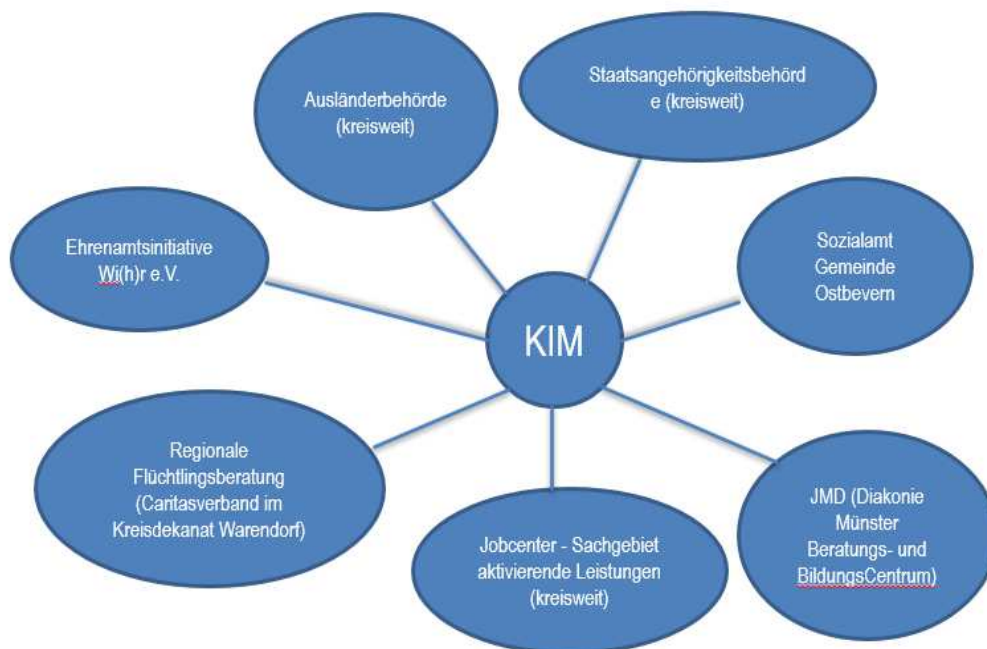 Ausländerbehörde
(kreisweit)
Staatsangehörigkeitsbehörd
e (kreisweit)
Ehrenamtsinitiative
Wi(h)r e.V.
Sozialamt
Gemeinde
Ostbevern
KIM
Regionale
Flüchtlingsberatung
(Caritasverband im
Kreisdekanat Warendorf)
Jobcenter - Sachgebiet
aktivierende Leistungen
(kreisweit)
JMD (Diakonie
Münster
Beratungs- und
BildungsCentrum)